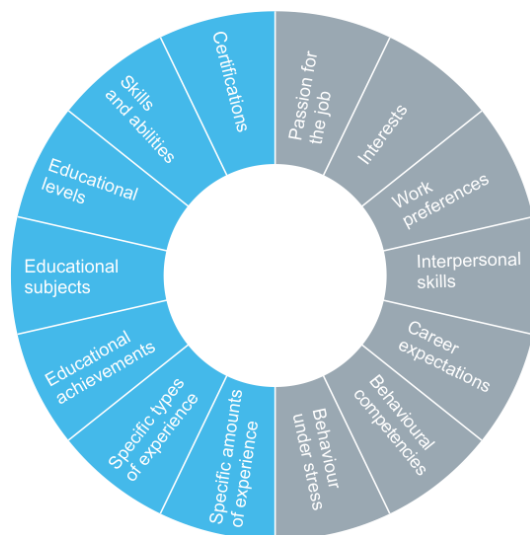 Certifications
Passion for
the job
Interests
Work
preferences
Interpersonal
skills
Career
expectations
Behavioural
competencies
Behaviour
under stress
Specific amounts
of experience
Specific types
of experience
Educational
achievements
Educational
subjects
Educational
levels
Skills
and abilities